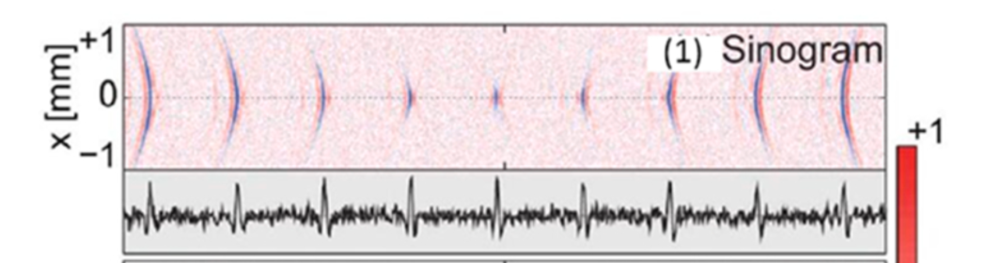 +1
(1) Sinogram
x [mm]
0
−1
+1